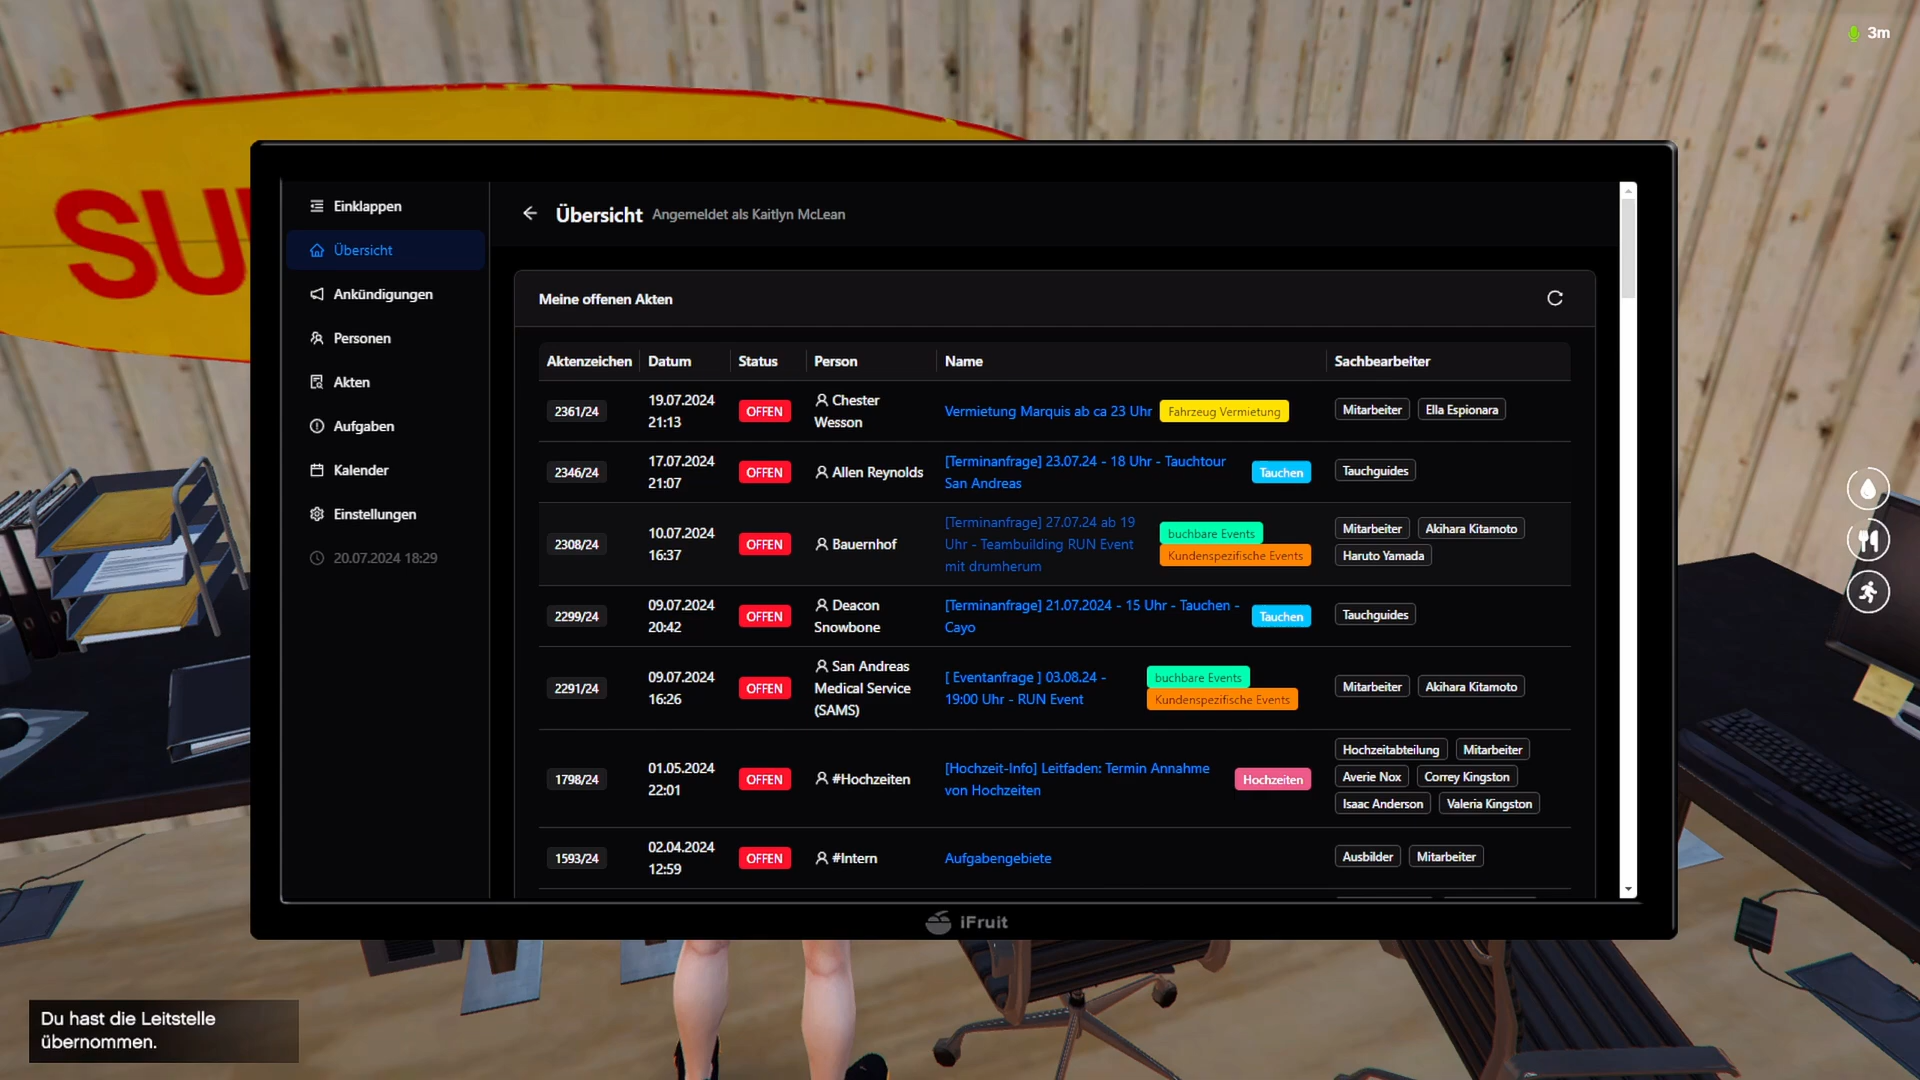 3m
SU
Einklappen
Übersicht
Ankündigungen
Personen
Akten
Aufgaben
Kalender
Einstellungen
20.07.2024 18:29
Übersicht Angemeldet als Kaitlyn McLean
Meine offenen Akten
Aktenzeichen Datum Status Person Name Sachbearbeiter
2361/24 19.07.2024 21:13 OFFEN Chester Wesson Vermietung Marquis ab ca 23 Uhr Fahrzeug Vermietung Mitarbeiter Ella Espionara
2346/24 17.07.2024 21:07 OFFEN Allen Reynolds [Terminanfrage] 23.07.24 - 18 Uhr - Tauchtour San Andreas Tauchen Tauchguides
2308/24 10.07.2024 16:37 OFFEN Bauernhof [Terminanfrage] 27.07.24 ab 19 Uhr - Teambuilding RUN Event mit drumherum buchbare Events Kundenspezifische Events Mitarbeiter Akihara Kitamoto Haruto Yamada
2299/24 09.07.2024 20:42 OFFEN Deacon Snowbone [Terminanfrage] 21.07.2024 - 15 Uhr - Tauchen - Cayo Tauchen Tauchguides
2291/24 09.07.2024 16:26 OFFEN San Andreas Medical Service (SAMS) [ Eventanfrage ] 03.08.24 - 19:00 Uhr - RUN Event buchbare Events Kundenspezifische Events Mitarbeiter Akihara Kitamoto
1798/24 01.05.2024 22:01 OFFEN #Hochzeiten [Hochzeit-Info] Leitfaden: Termin Annahme von Hochzeiten Hochzeiten Hochzeitabteilung Mitarbeiter Averie Nox Correy Kingston Isaac Anderson Valeria Kingston
1593/24 02.04.2024 12:59 OFFEN #Intern Aufgabengebiete Ausbilder Mitarbeiter
iFruit
Du hast die Leitstelle
übernommen.